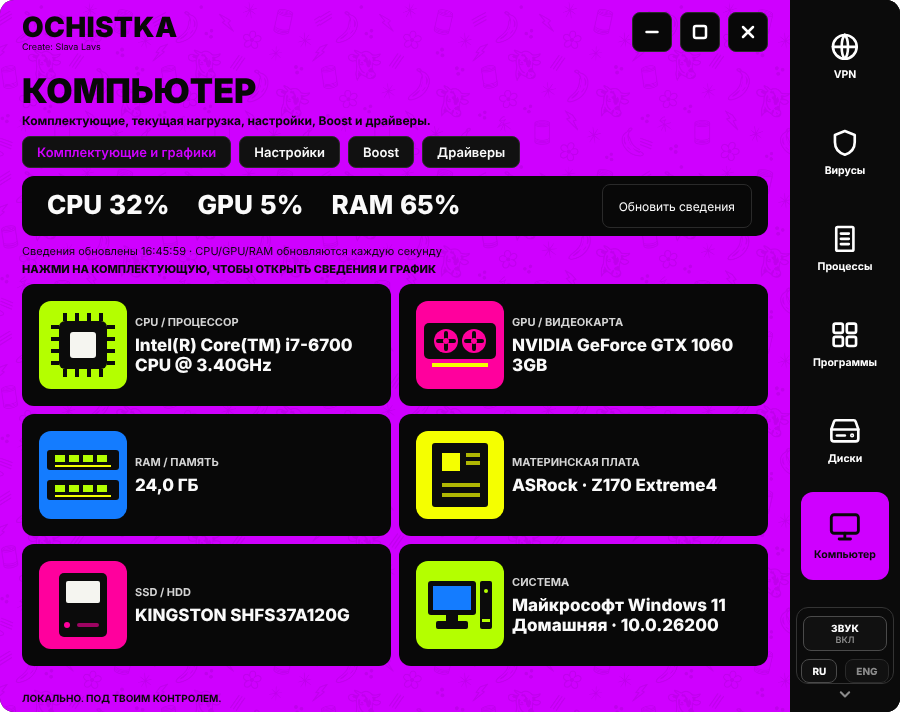 OCHISTKA
Create: Slava Lavs
КОМПЬЮТЕР
Комплектующие, текущая нагрузка, настройки, Boost и драйверы.
Комплектующие и графики
Настройки
Boost
Драйверы
CPU 32%
GPU 5%
RAM 65%
Обновить сведения
Сведения обновлены 16:45:59 · CPU/GPU/RAM обновляются каждую секунду
НАЖМИ НА КОМПЛЕКТУЮЩУЮ, ЧТОБЫ ОТКРЫТЬ СВЕДЕНИЯ И ГРАФИК
CPU / ПРОЦЕССОР
Intel(R) Core(TM) i7-6700
CPU @ 3.40GHz
GPU / ВИДЕОКАРТА
NVIDIA GeForce GTX 1060
3GB
RAM / ПАМЯТЬ
24,0 ГБ
МАТЕРИНСКАЯ ПЛАТА
ASRock · Z170 Extreme4
SSD / HDD
KINGSTON SHFS37A120G
СИСТЕМА
Майкрософт Windows 11
Домашняя · 10.0.26200
ЛОКАЛЬНО. ПОД ТВОИМ КОНТРОЛЕМ.
VPN
Вирусы
Процессы
Программы
Диски
Компьютер
ЗВУК
ВКЛ
RU
ENG